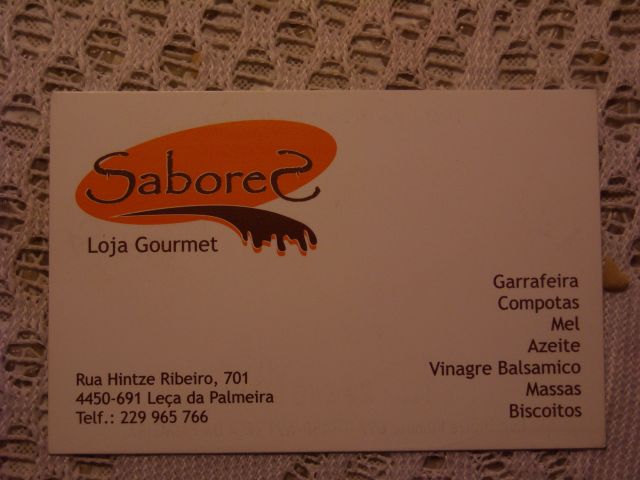 SaboreS
Loja Gourmet
Garrafeira
Compotas
Mel
Azeite
Vinagre Balsamico
Massas
Biscoitos
Rua Hintze Ribeiro, 701
4450-691 Leça da Palmeira
Telf.: 229 965 766